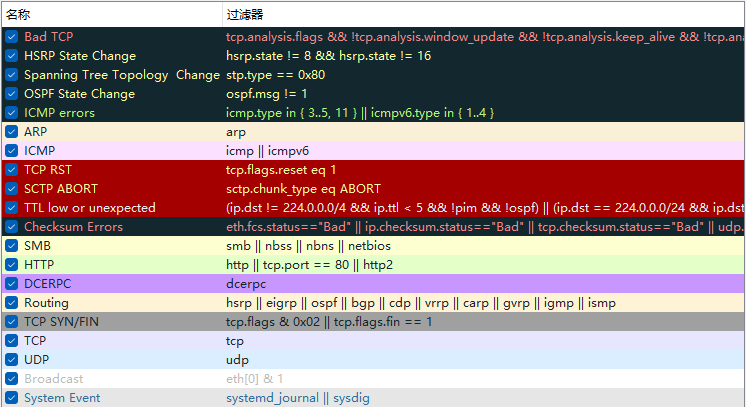 名称 过滤器
Bad TCP tcp.analysis.flags && !tcp.analysis.window_update && !tcp.analysis.keep_alive && !tcp.an
HSRP State Change hsrp.state != 8 && hsrp.state != 16
Spanning Tree Topology Change stp.type == 0x80
OSPF State Change ospf.msg != 1
ICMP errors icmp.type in { 3..5, 11 } || icmpv6.type in { 1..4 }
ARP arp
ICMP icmp || icmpv6
TCP RST tcp.flags.reset eq 1
SCTP ABORT sctp.chunk_type eq ABORT
TTL low or unexpected (ip.dst != 224.0.0.0/4 && ip.ttl < 5 && !pim && !ospf) || (ip.dst == 224.0.0.0/24 && ip.dst
Checksum Errors eth.fcs.status=="Bad" || ip.checksum.status=="Bad" || tcp.checksum.status=="Bad" || udp.
SMB smb || nbss || nbns || netbios
HTTP http || tcp.port == 80 || http2
DCERPC dcerpc
Routing hsrp || eigrp || ospf || bgp || cdp || vrrp || carp || gvrp || igmp || ismp
TCP SYN/FIN tcp.flags & 0x02 || tcp.flags.fin == 1
TCP tcp
UDP udp
Broadcast eth[0] & 1
System Event systemd_journal || sysdig